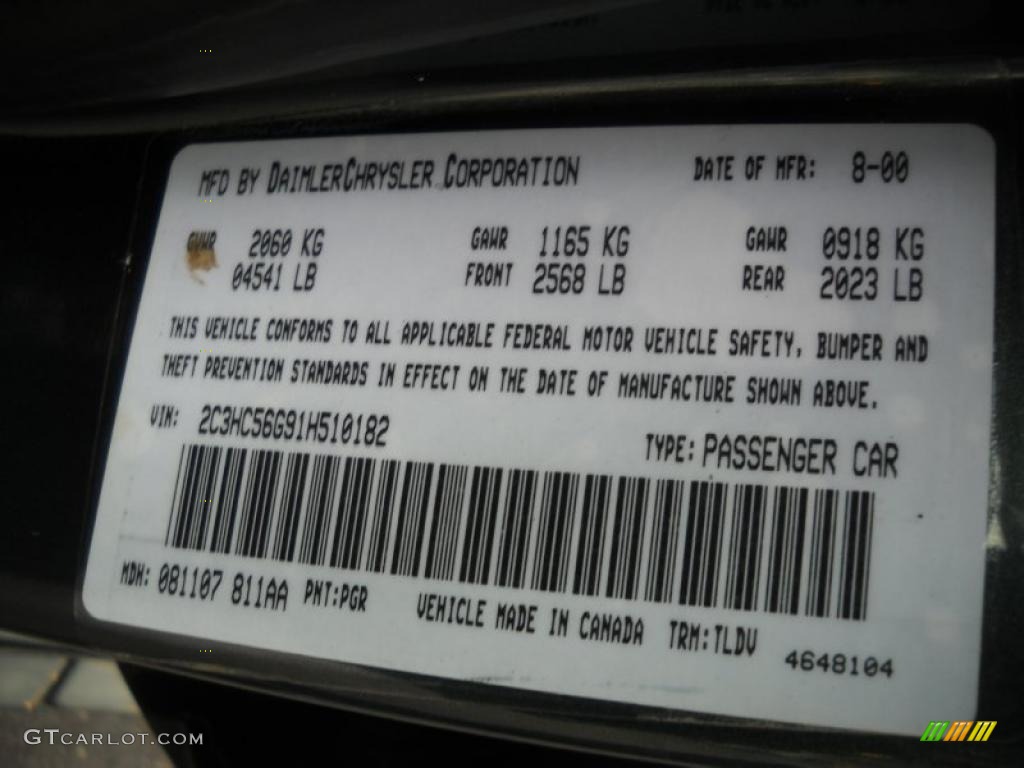 MFD BY DAIMLERCHRYSLER CORPORATION DATE OF MFR: 8-00
GVWR 2060 KG GAWR 1165 KG GAWR 0918 KG
04541 LB FRONT 2568 LB REAR 2023 LB
THIS VEHICLE CONFORMS TO ALL APPLICABLE FEDERAL MOTOR VEHICLE SAFETY, BUMPER AND
THEFT PREVENTION STANDARDS IN EFFECT ON THE DATE OF MANUFACTURE SHOWN ABOVE.
VIN: 2C3HC56G91H510182 TYPE: PASSENGER CAR
MDH: 081107 811AA PNT:PGR VEHICLE MADE IN CANADA TRM:TLDV
4648104
GTCARLOT.COM